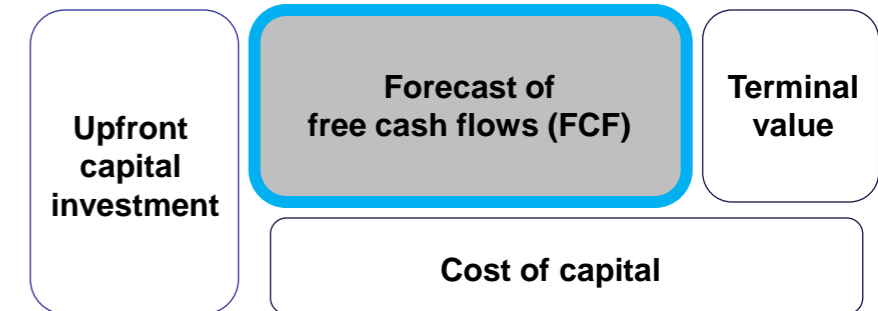 Upfront
capital
investment
Forecast of
free cash flows (FCF)
Terminal
value
Cost of capital